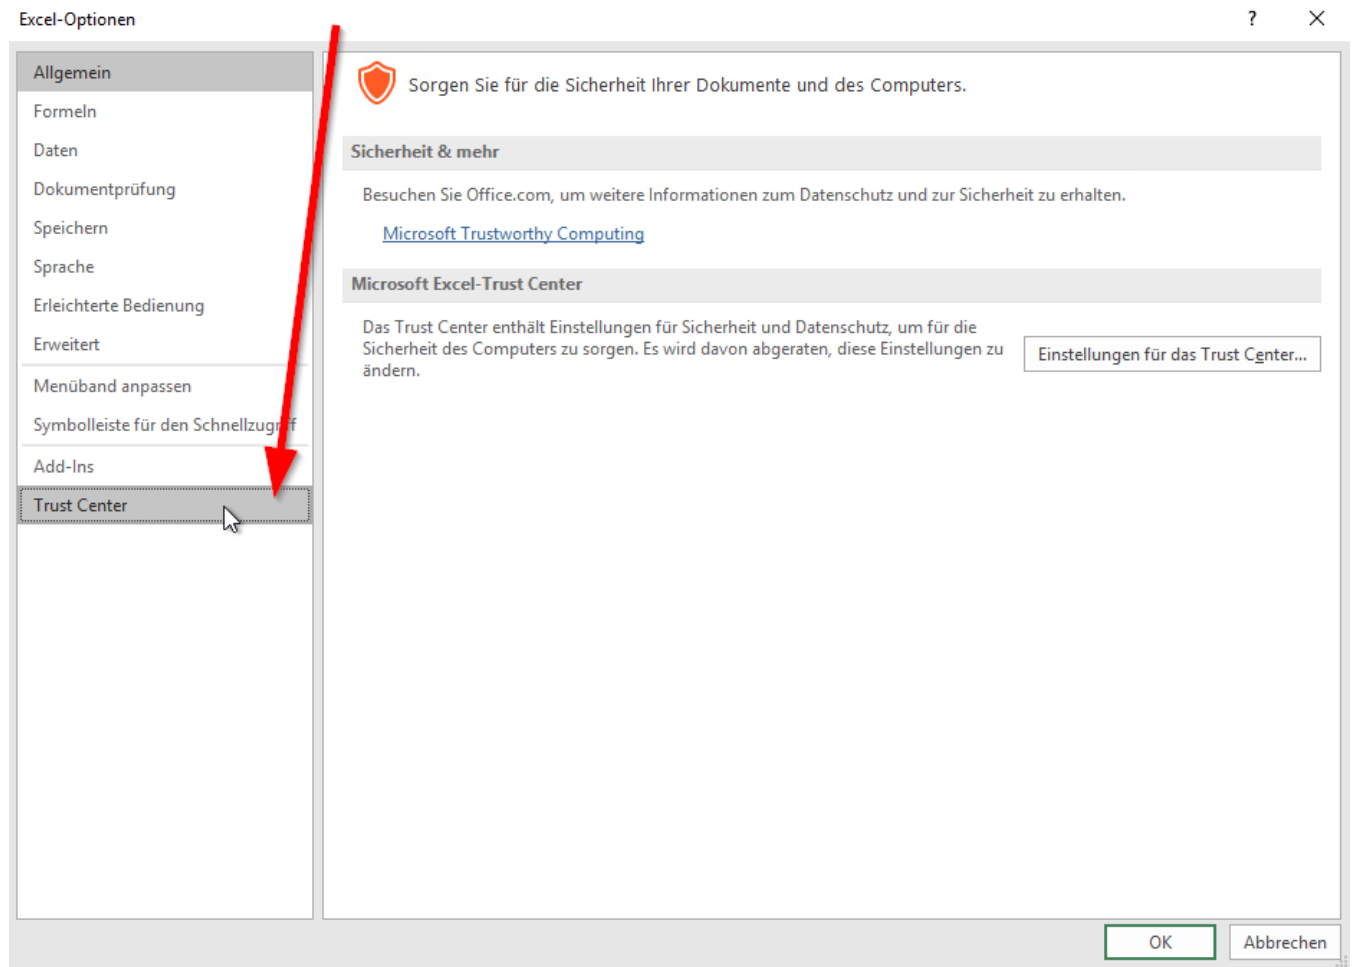 Excel-Optionen
?
Allgemein
Formeln
Daten
Dokumentprüfung
Speichern
Sprache
Erleichterte Bedienung
Erweitert
Menüband anpassen
Symbolleiste für den Schnellzugriff
Add-Ins
Trust Center
Sorgen Sie für die Sicherheit Ihrer Dokumente und des Computers.
Sicherheit & mehr
Besuchen Sie Office.com, um weitere Informationen zum Datenschutz und zur Sicherheit zu erhalten.
Microsoft Trustworthy Computing
Microsoft Excel-Trust Center
Das Trust Center enthält Einstellungen für Sicherheit und Datenschutz, um für die
Sicherheit des Computers zu sorgen. Es wird davon abgeraten, diese Einstellungen zu
ändern.
Einstellungen für das Trust Center...
OK
Abbrechen